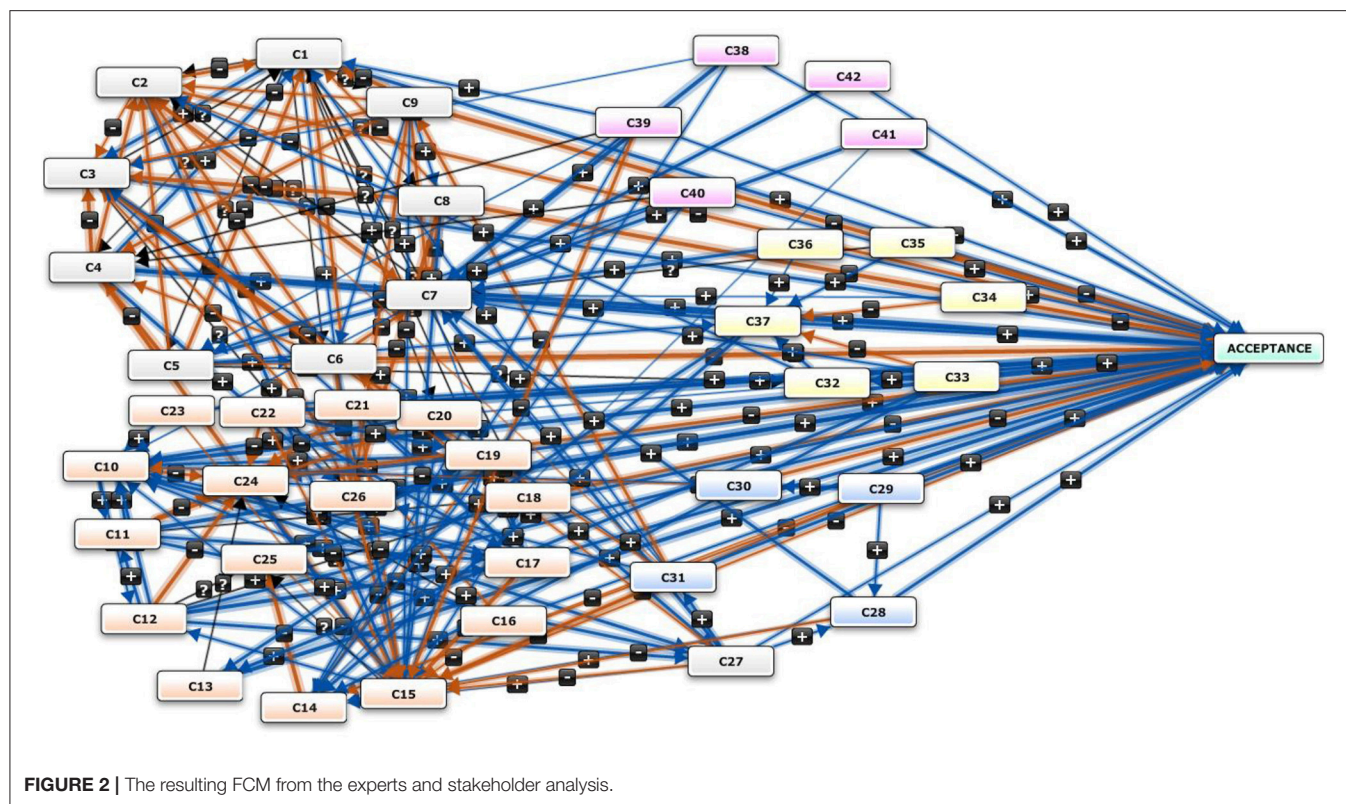 C38
C1
C42
C2
C9
C39
C41
C3
C40
C8
C36
C35
C4
C7
C34
C37
ACCEPTANCE
C6
C5
C33
C32
C21
C23
C22
C20
C19
C10
C24
C30
C29
C26
C18
C11
C25
C17
C31
C28
C12
C16
C27
C13
C15
C14
FIGURE 2 | The resulting FCM from the experts and stakeholder analysis.